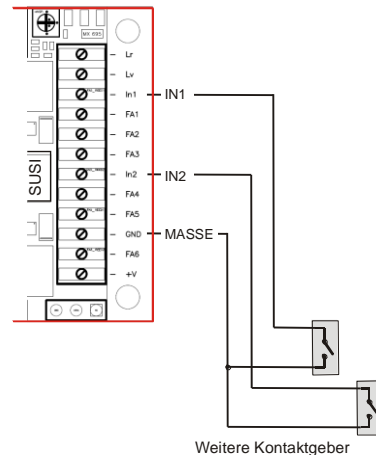 MX 695
Lr
Lv
In1 IN1
FA1
FA2
FA3
In2 IN2
FA4
FA5
GND MASSE
FA6
+V
SUSI
Weitere Kontaktgeber